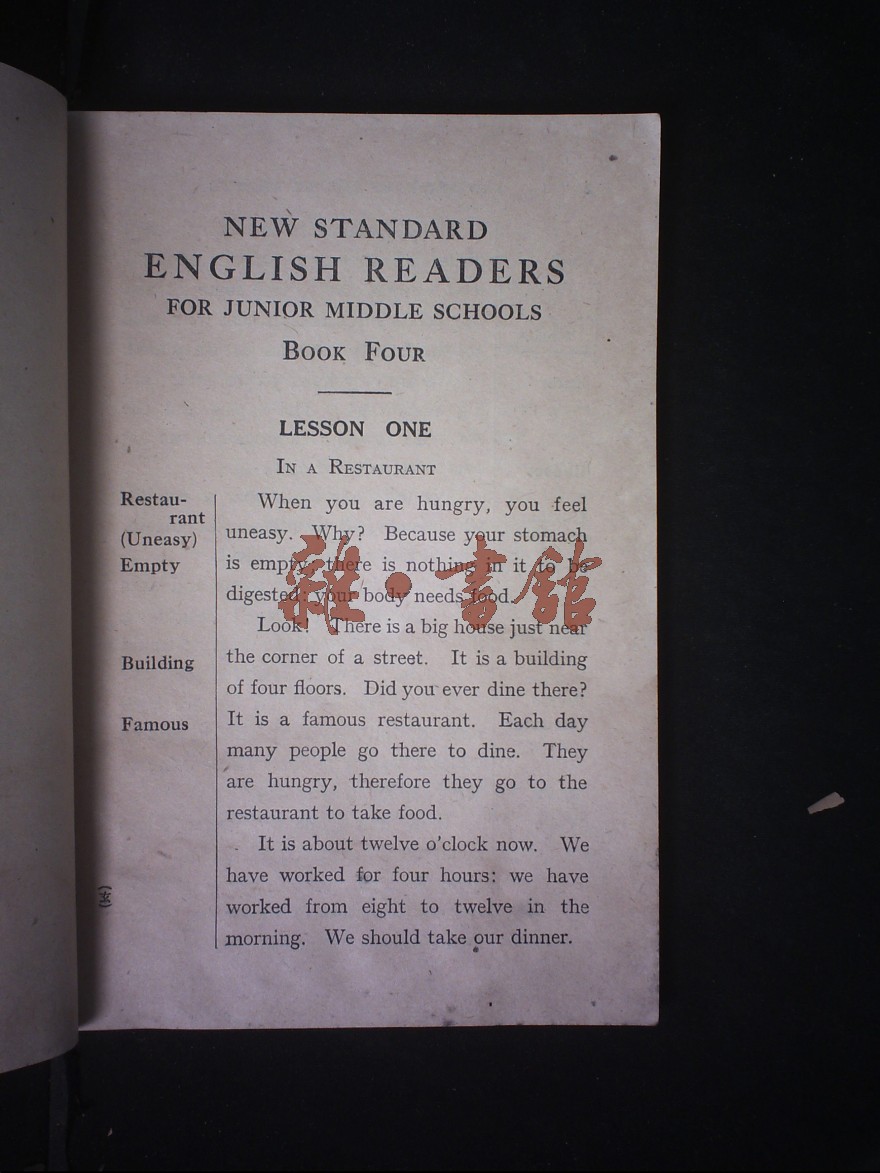 NEW STANDARD
ENGLISH READERS
FOR JUNIOR MIDDLE SCHOOLS
BOOK FOUR
LESSON ONE
IN A RESTAURANT
Restau-
rant
(Uneasy)
Empty
Building
Famous
When you are hungry, you feel
uneasy. Why? Because your stomach
is empty; there is nothing in it to be
digested: your body needs food.
Look! There is a big house just near
the corner of a street. It is a building
of four floors. Did you ever dine there?
It is a famous restaurant. Each day
many people go there to dine. They
are hungry, therefore they go to the
restaurant to take food.
It is about twelve o'clock now. We
have worked for four hours: we have
worked from eight to twelve in the
morning. We should take our dinner.
雜·書館